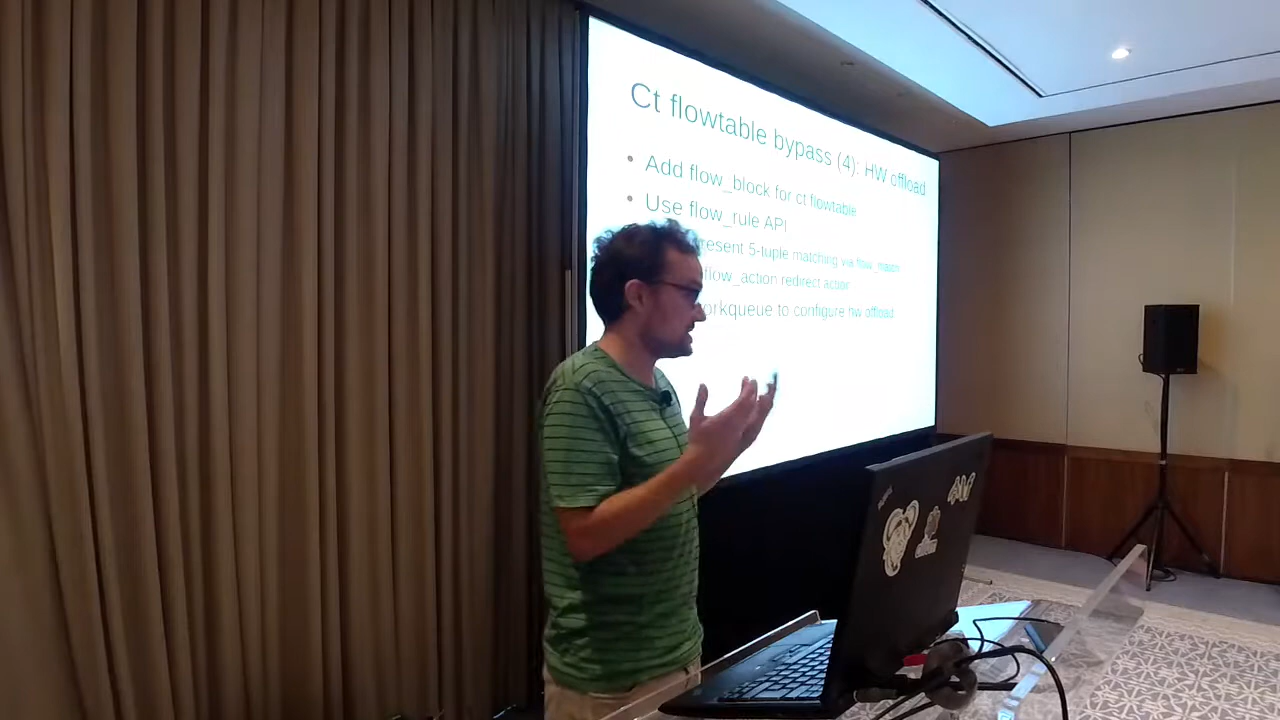 Ct flowtable bypass (4): HW offload
• Add flow_block for ct flowtable
• Use flow_rule API
resent 5-tuple matching via flow_match
flow_action redirect action
orkqueue to configure hw offload